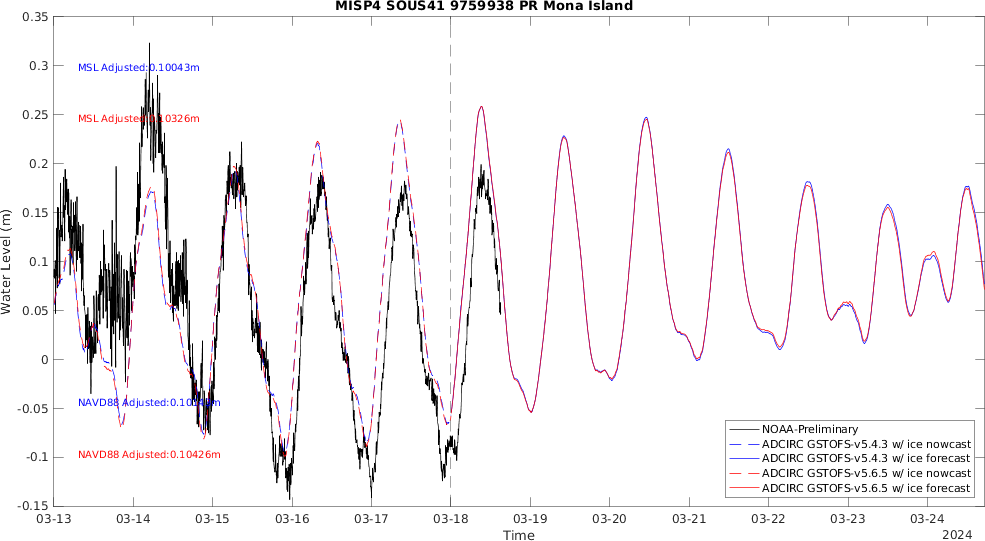 MISP4 SOUS41 9759938 PR Mona Island
0.35
0.3
0.25
0.2
0.15
0.1
0.05
0
-0.05
-0.1
-0.15
Water Level (m)
MSL Adjusted:0.10043m
MSL Adjusted:0.10326m
NAVD88 Adjusted:0.10
NAVD88 Adjusted:0.10426m
NOAA-Preliminary
ADCIRC GSTOFS-v5.4.3 w/ ice nowcast
ADCIRC GSTOFS-v5.4.3 w/ ice forecast
ADCIRC GSTOFS-v5.6.5 w/ ice nowcast
ADCIRC GSTOFS-v5.6.5 w/ ice forecast
03-13 03-14 03-15 03-16 03-17 03-18 03-19 03-20 03-21 03-22 03-23 03-24
Time
2024